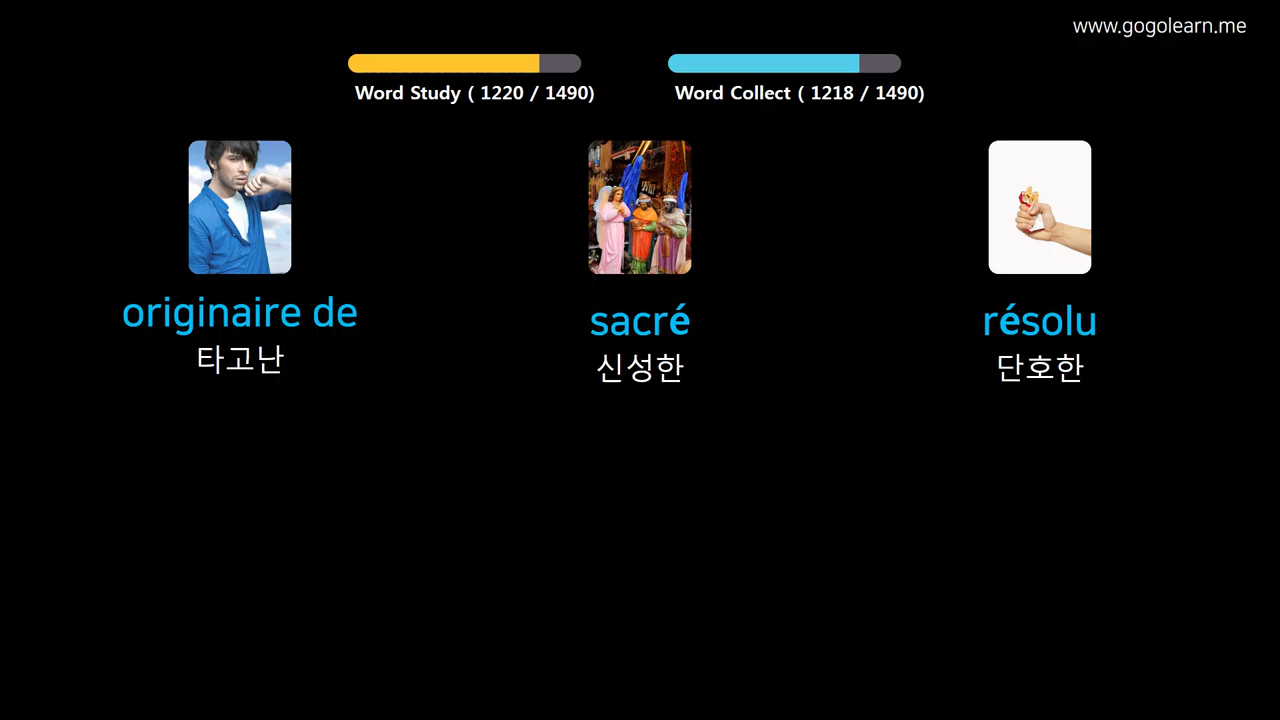 www.gogolearn.me
Word Study ( 1220 / 1490)
Word Collect ( 1218 / 1490)
originaire de
타고난
sacré
신성한
résolu
단호한